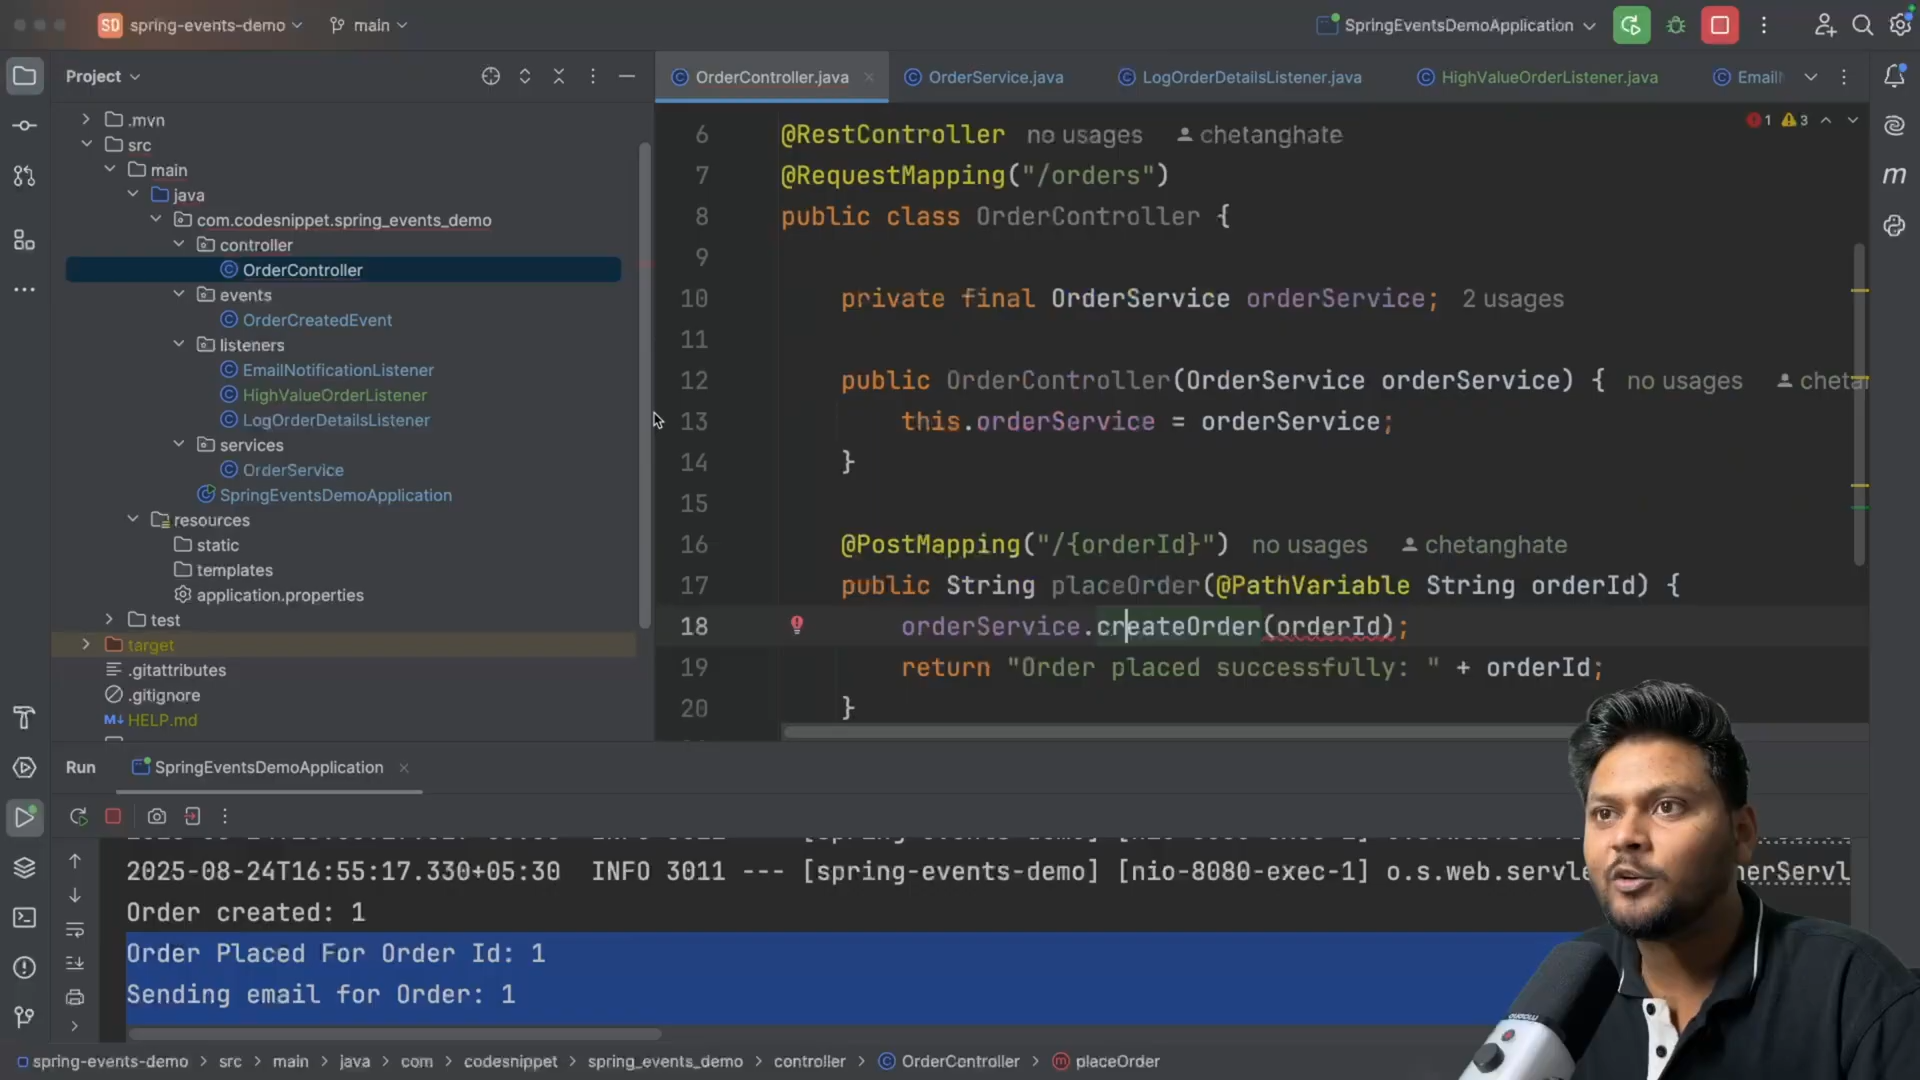 SD spring-events-demo main SpringEventsDemoApplication
Project
.mvn
src
main
java
com.codesnippet.spring_events_demo
controller
OrderController
events
OrderCreatedEvent
listeners
EmailNotificationListener
HighValueOrderListener
LogOrderDetailsListener
services
OrderService
SpringEventsDemoApplication
resources
static
templates
application.properties
test
target
.gitattributes
.gitignore
M↓ HELP.md
OrderController.java OrderService.java LogOrderDetailsListener.java HighValueOrderListener.java
1 3
6 @RestController no usages chetanghate
7 @RequestMapping("/orders")
8 public class OrderController {
9
10 private final OrderService orderService; 2 usages
11
12 public OrderController(OrderService orderService) { no usages
13 this.orderService = orderService;
14 }
15
16 @PostMapping("/{orderId}") no usages chetanghate
17 public String placeOrder(@PathVariable String orderId) {
18 orderService.createOrder(orderId);
19 return "Order placed successfully: " + orderId;
20 }
m
Run SpringEventsDemoApplication
2025-08-24T16:55:17.330+05:30 INFO 3011 --- [spring-events-demo] [nio-8080-exec-1]
Order created: 1
Order Placed For Order Id: 1
Sending email for Order: 1
spring-events-demo > src > main > java > com > codesnippet > spring_events_demo > controller > OrderController > placeOrder